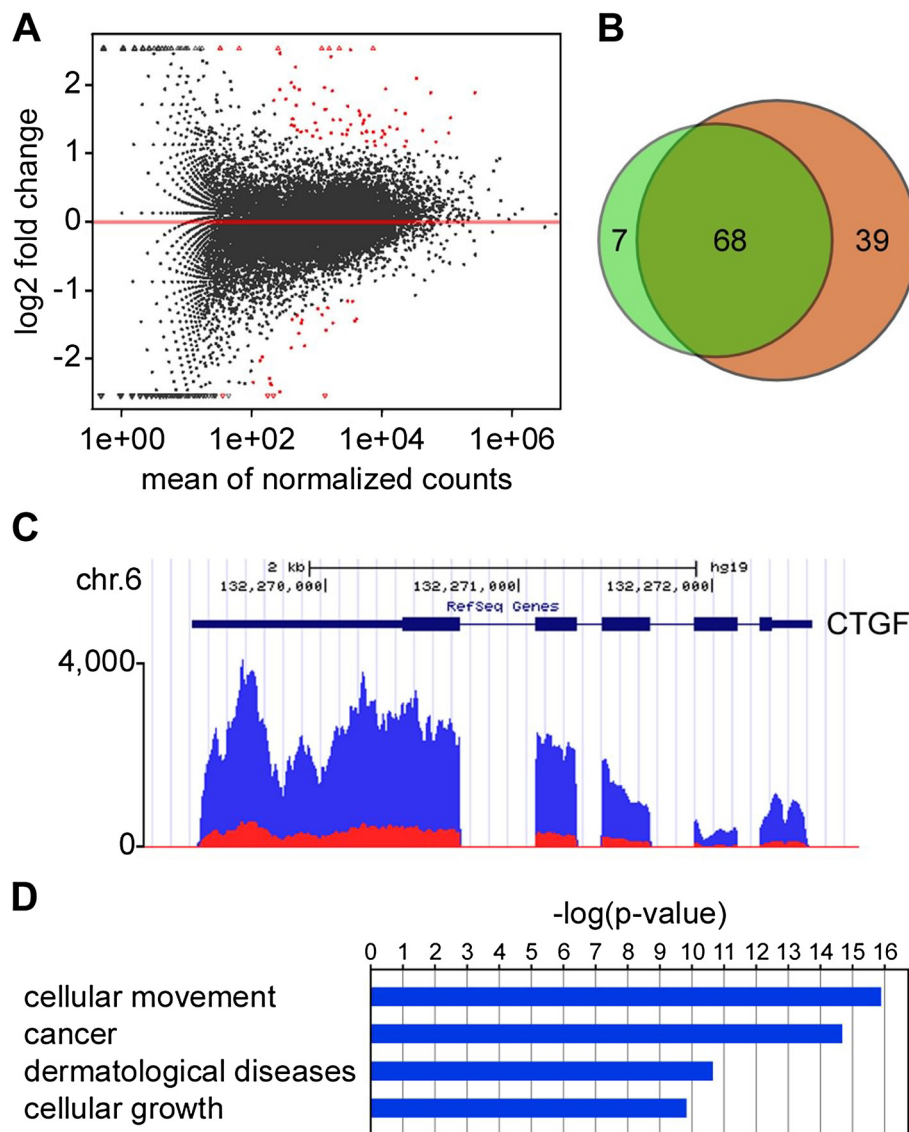 A
log2 fold change
2
1
0
-1
-2
1e+00 1e+02 1e+04 1e+06
mean of normalized counts
B
7 68 39
C
chr.6
2 kb hg19
132,270,000 132,271,000 132,272,000
RefSeq Genes
CTGF
4,000
0
D
-log(p-value)
0 1 2 3 4 5 6 7 8 9 10 11 12 13 14 15 16
cellular movement
cancer
dermatological diseases
cellular growth